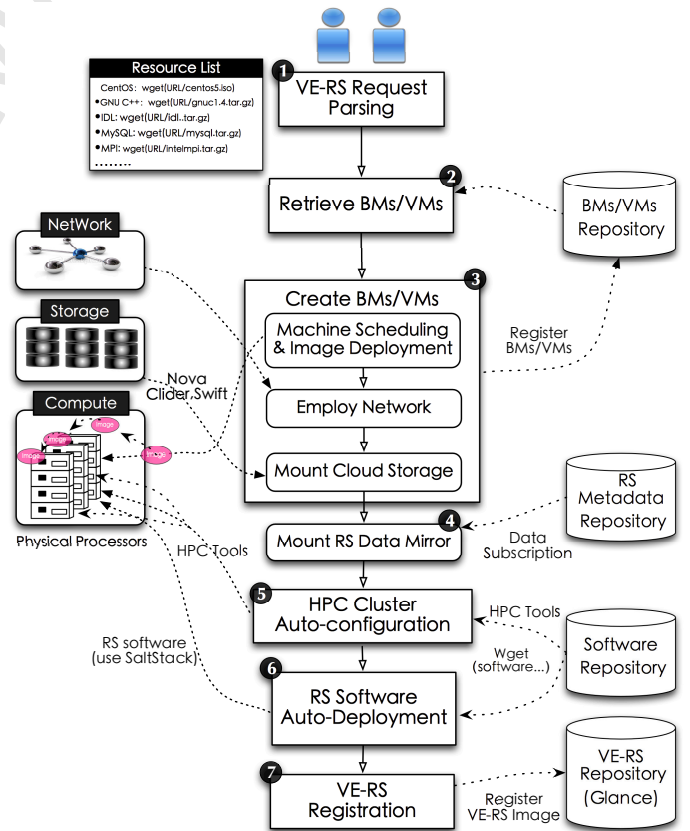 Resource List
CentOS: wget(URL/centos5.iso)
•GNU C++: wget(URL/gnuc1.4.tar.gz)
•IDL: wget(URL/idl..tar.gz)
•MySQL: wget(URL/mysql.tar.gz)
•MPI: wget(URL/intelmpi.tar.gz)
.........
1
VE-RS Request
Parsing
2
Retrieve BMs/VMs
BMs/VMs
Repository
NetWork
Storage
Compute
Image
Image
Image
Image
Physical Processors
3
Create BMs/VMs
Machine Scheduling
& Image Deployment
Employ Network
Mount Cloud Storage
Register
BMs/VMs
Nova
Clider,Swift
4
Mount RS Data Mirror
RS
Metadata
Repository
Data
Subscription
HPC Tools
5
HPC Cluster
Auto-configuration
HPC Tools
Wget
(software...)
Software
Repository
RS software
(use SaltStack)
6
RS Software
Auto-Deployment
7
VE-RS
Registration
Register
VE-RS Image
VE-RS
Repository
(Glance)